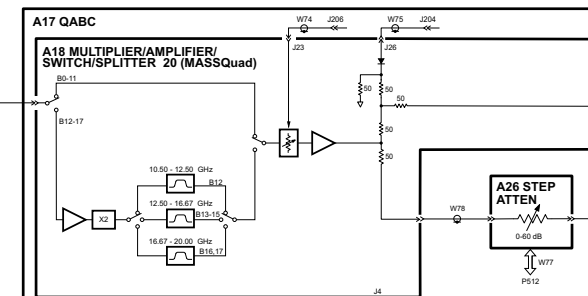 A17 QABC
W74 J206
W75 J204
J23
J26
A18 MULTIPLIER/AMPLIFIER/
SWITCH/SPLITTER 20 (MASSQuad)
B0-11
B12-17
50
50
50
50
50
10.50 - 12.50 GHz
B12
12.50 - 16.67 GHz
B13-15
16.67 - 20.00 GHz
B16,17
X2
W78
A26 STEP
ATTEN
0-60 dB
W77
P512
J4